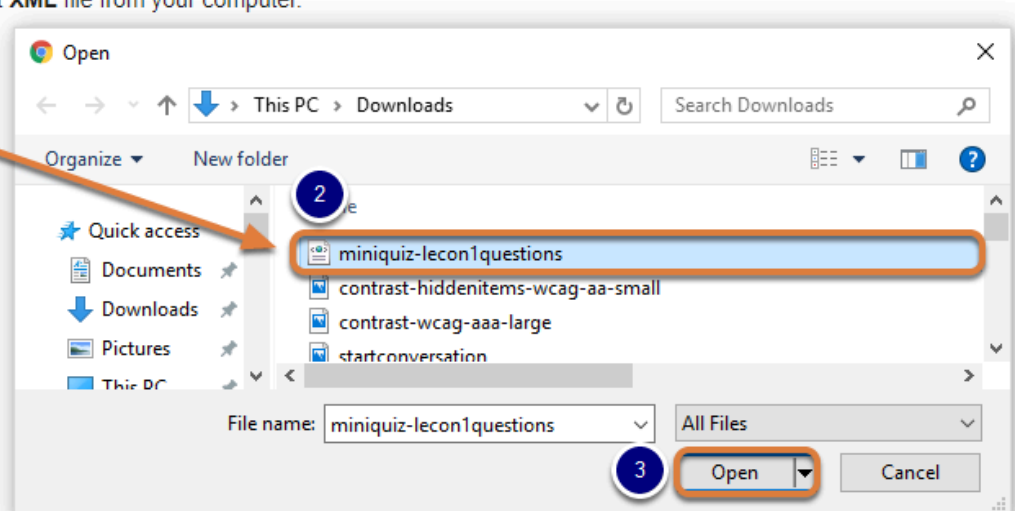 XML file from your computer.
Open
This PC > Downloads
Search Downloads
Organize
New folder
?
2
Quick access
miniquiz-lecon1questions
Documents
contrast-hiddenitems-wcag-aa-small
Downloads
contrast-wcag-aaa-large
Pictures
startconversation
This PC
File name: miniquiz-lecon1questions
All Files
3
Open
Cancel